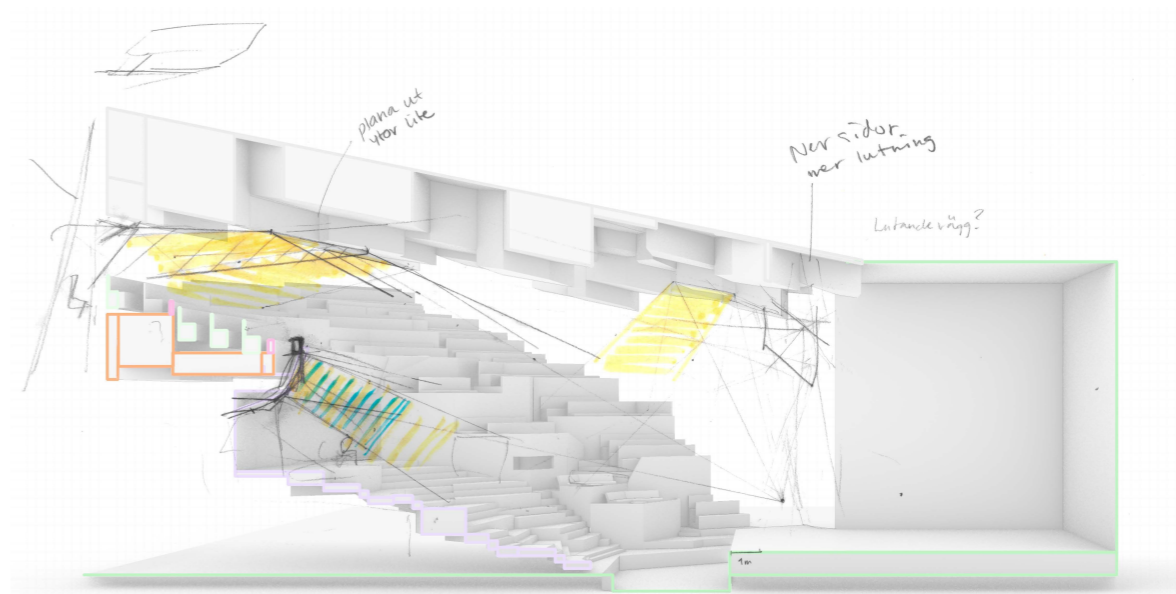 plana ut
ytor lite
Ner sidor
mer lutning
Lutande vägg?
1m